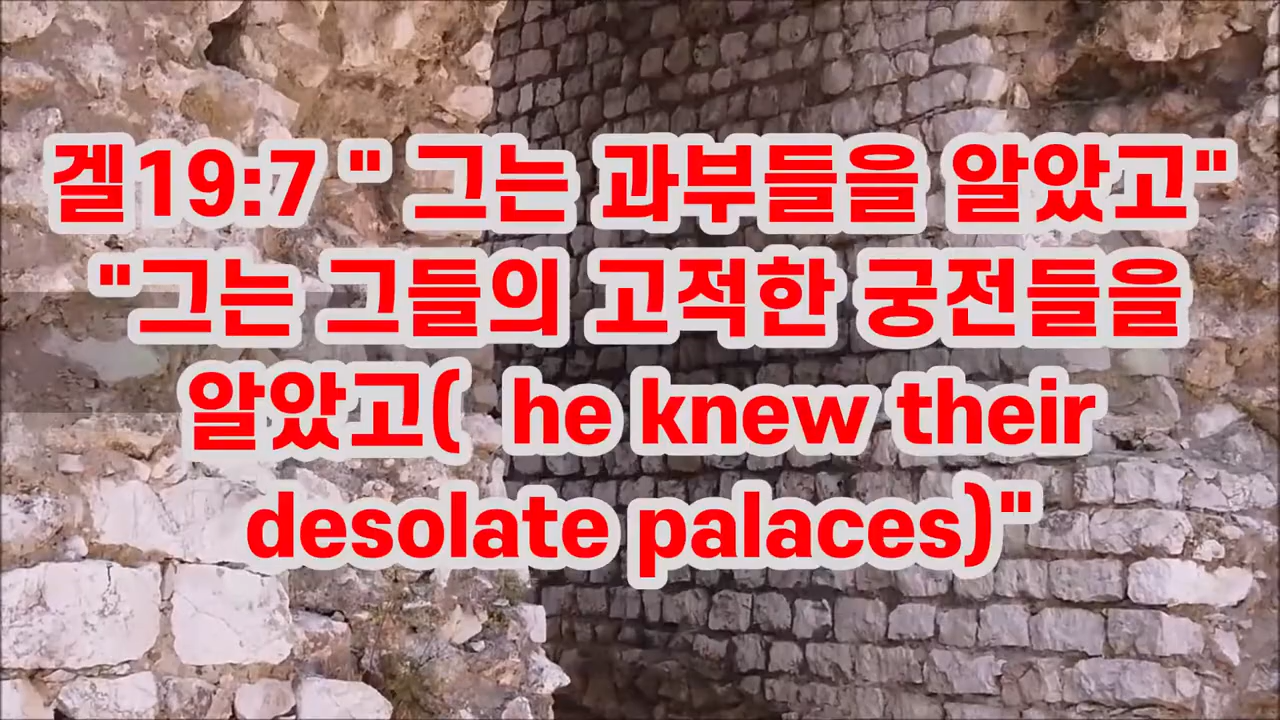 겔19:7 " 그는 과부들을 알았고"
"그는 그들의 고적한 궁전들을
알았고(  he knew their
desolate palaces)"